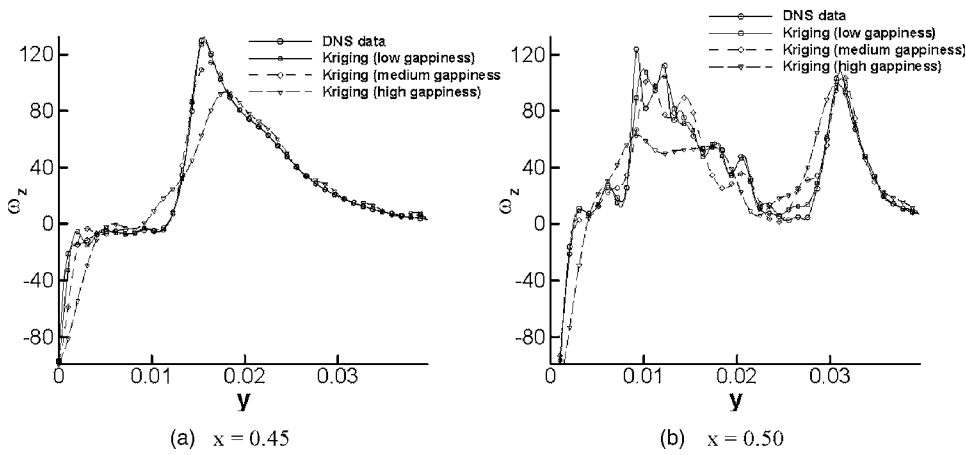 DNS data
Kriging (low gappiness)
Kriging (medium gappiness
Kriging (high gappiness)
ω_z
120
80
40
0
-40
-80
0
0.01
0.02
0.03
y
(a) x = 0.45
DNS data
Kriging (low gappiness)
Kriging (medium gappiness)
Kriging (high gappiness)
ω_z
120
80
40
0
-40
-80
0
0.01
0.02
0.03
y
(b) x = 0.50